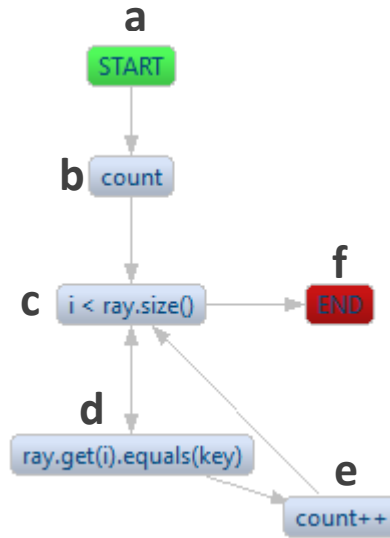 a
START
b
count
c
i < ray.size()
f
END
d
ray.get(i).equals(key)
e
count++